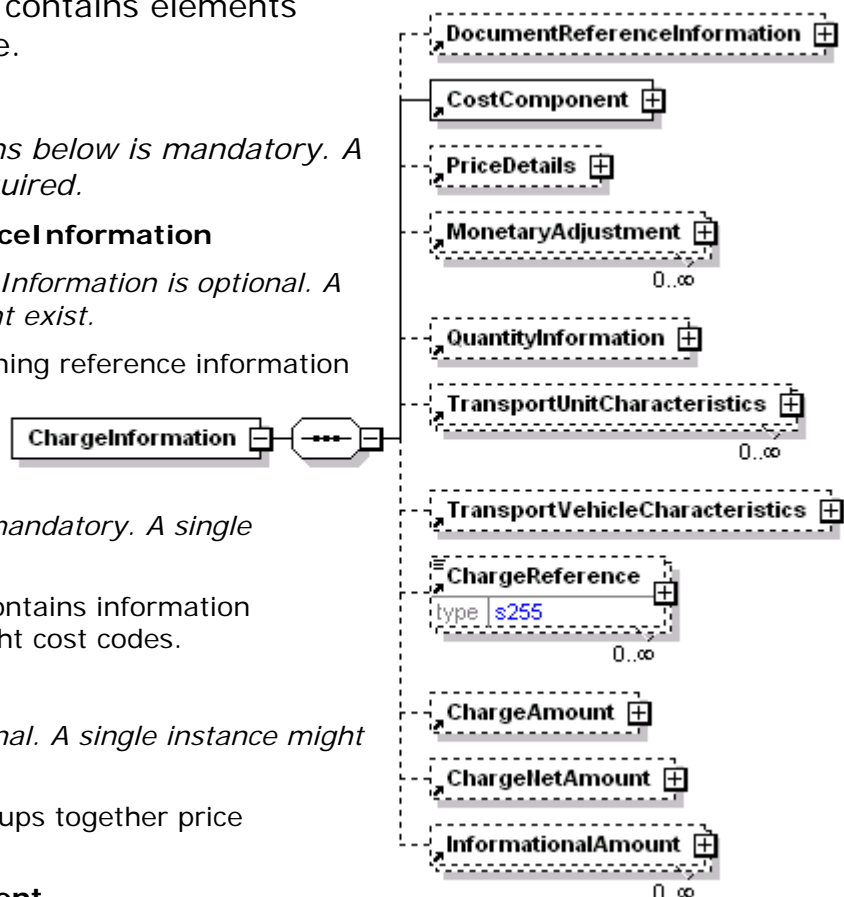 contains elements
e.
ns below is mandatory. A
uired.
ceInformation
Information is optional. A
nt exist.
ning reference information
mandatory. A single
ontains information
ht cost codes.
nal. A single instance might
ups together price
ent
ChargeInformation
DocumentReferenceInformation
CostComponent
PriceDetails
MonetaryAdjustment
0..∞
QuantityInformation
TransportUnitCharacteristics
0..∞
TransportVehicleCharacteristics
ChargeReference
type s255
0..∞
ChargeAmount
ChargeNetAmount
InformationalAmount
0..∞